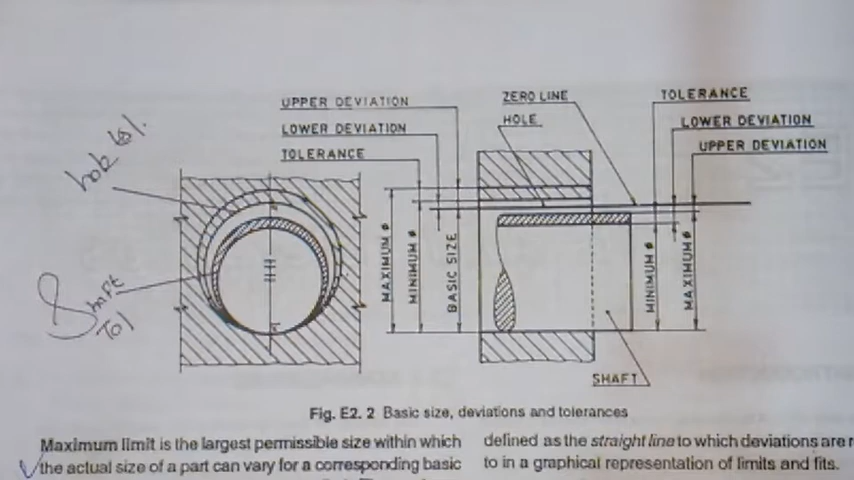 UPPER DEVIATION
LOWER DEVIATION
TOLERANCE
ZERO LINE
HOLE
TOLERANCE
LOWER DEVIATION
UPPER DEVIATION
hole tol.
Shaft
Tol
MAXIMUM ø
MINIMUM ø
BASIC SIZE
MINIMUM ø
MAXIMUM ø
SHAFT
Fig. E2. 2 Basic size, deviations and tolerances
Maximum limit is the largest permissible size within which
the actual size of a part can vary for a corresponding basic
defined as the straight line to which deviations are r
to in a graphical representation of limits and fits.